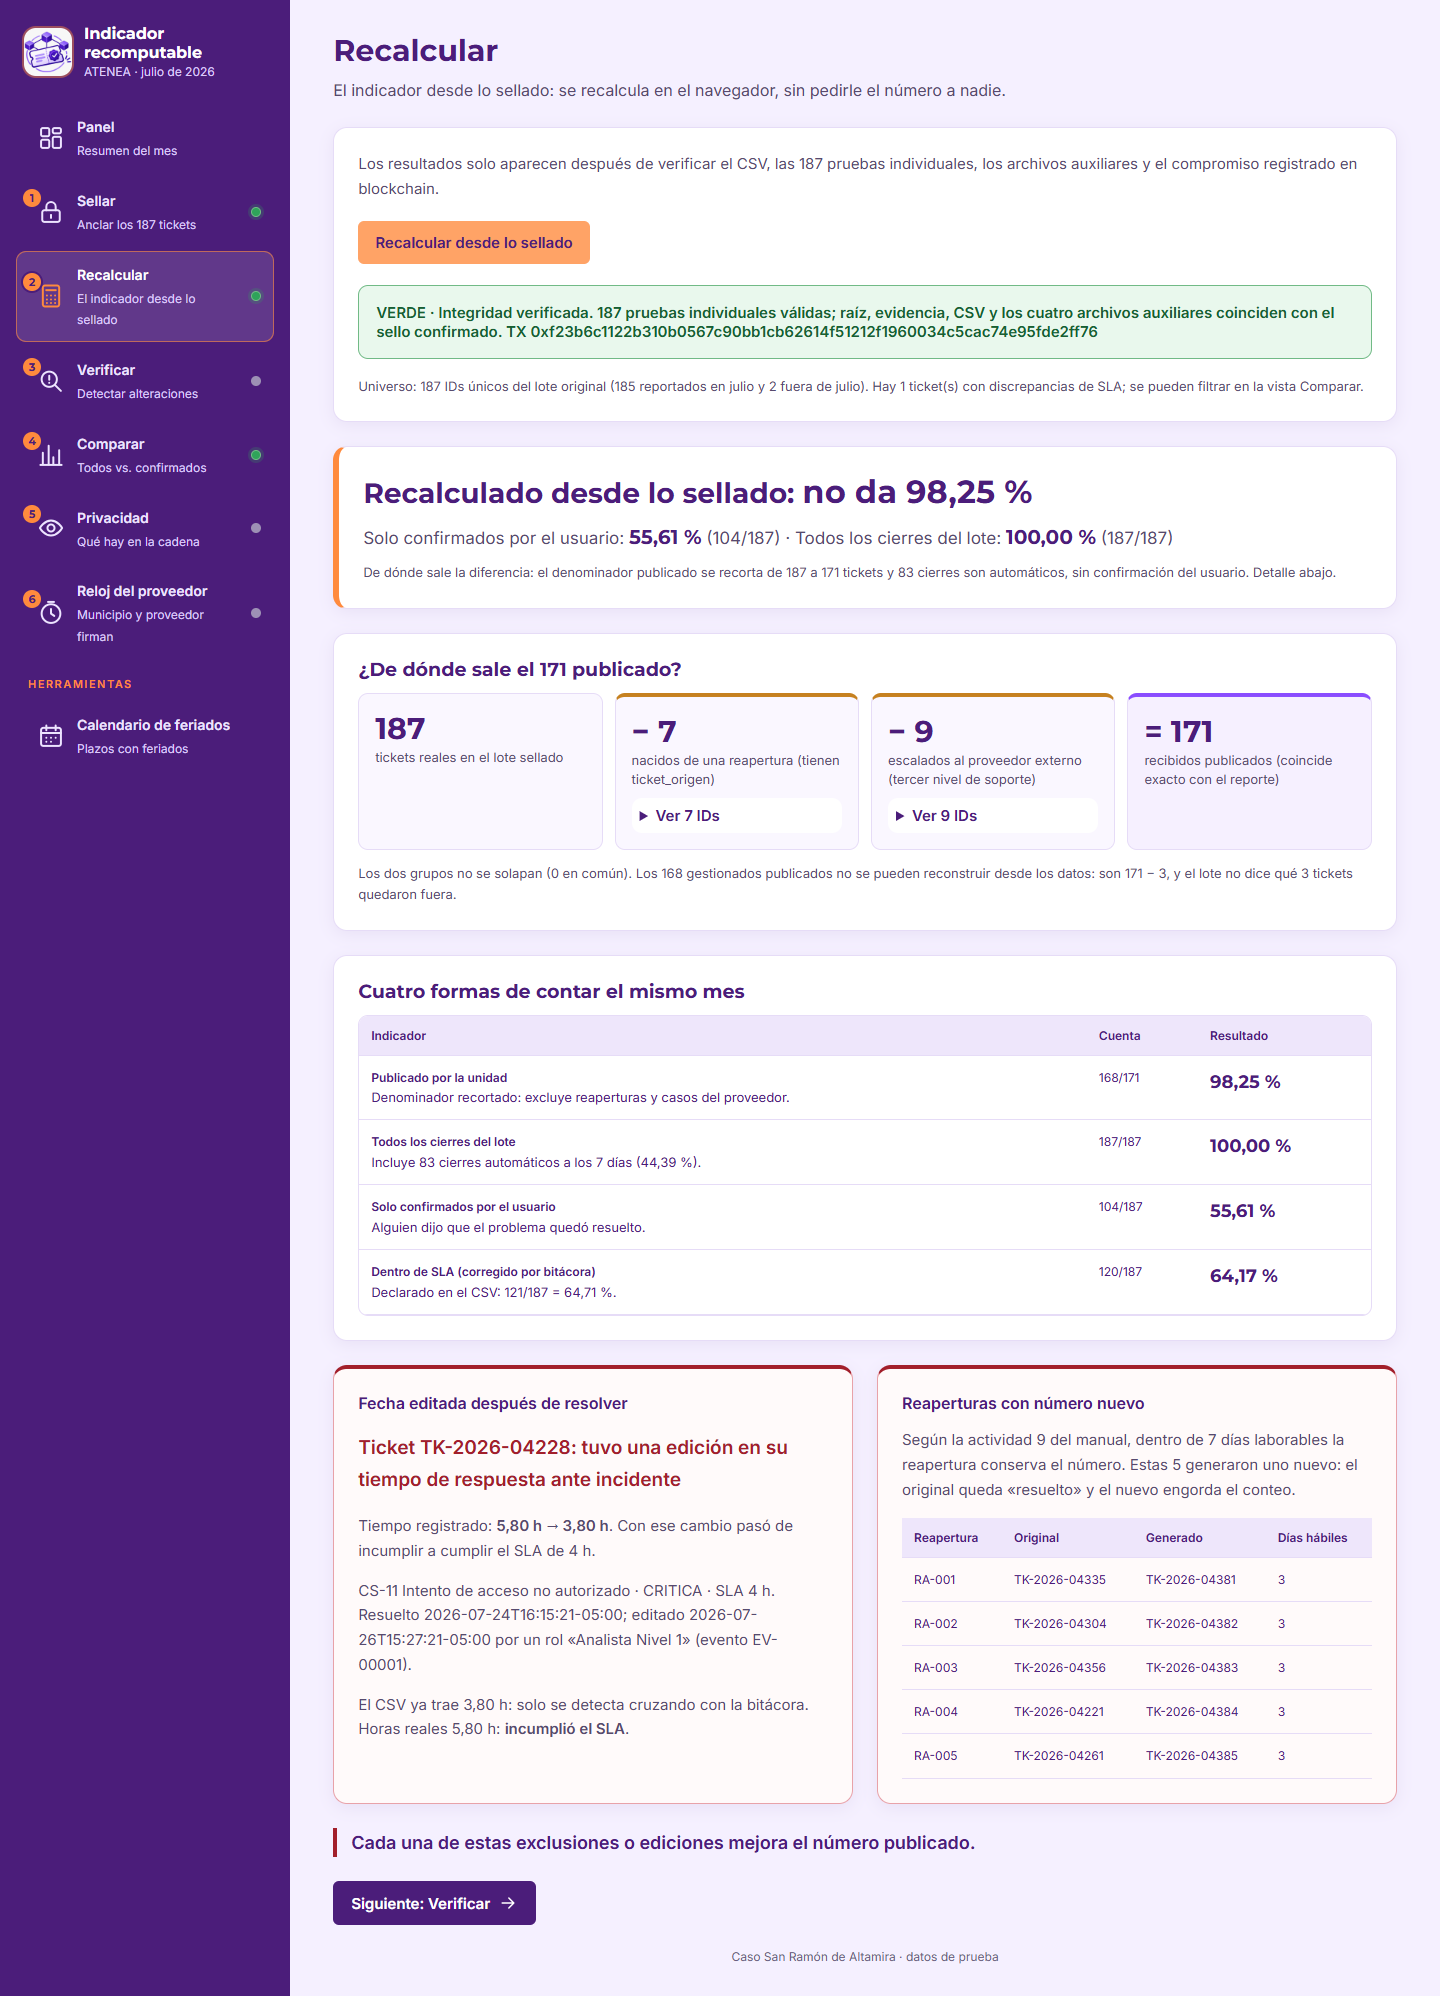 Indicador
recomputable
ATENEA · julio de 2026
Panel
Resumen del mes
1
Sellar
Anclar los 187 tickets
2
Recalcular
El indicador desde lo
sellado
3
Verificar
Detectar alteraciones
4
Comparar
Todos vs. confirmados
5
Privacidad
Qué hay en la cadena
6
Reloj del proveedor
Municipio y proveedor
firman
HERRAMIENTAS
Calendario de feriados
Plazos con feriados
Recalcular
El indicador desde lo sellado: se recalcula en el navegador, sin pedirle el número a nadie.
Los resultados solo aparecen después de verificar el CSV, las 187 pruebas individuales, los archivos auxiliares y el compromiso registrado en
blockchain.
Recalcular desde lo sellado
VERDE · Integridad verificada. 187 pruebas individuales válidas; raíz, evidencia, CSV y los cuatro archivos auxiliares coinciden con el
sello confirmado. TX 0xf23b6c1122b310b0567c90bb1cb62614f51212f1960034c5cac74e95fde2ff76
Universo: 187 IDs únicos del lote original (185 reportados en julio y 2 fuera de julio). Hay 1 ticket(s) con discrepancias de SLA; se pueden filtrar en la vista Comparar.
Recalculado desde lo sellado: no da 98,25 %
Solo confirmados por el usuario: 55,61 % (104/187) · Todos los cierres del lote: 100,00 % (187/187)
De dónde sale la diferencia: el denominador publicado se recorta de 187 a 171 tickets y 83 cierres son automáticos, sin confirmación del usuario. Detalle abajo.
¿De dónde sale el 171 publicado?
187
tickets reales en el lote sellado
− 7
nacidos de una reapertura (tienen
ticket_origen)
▶ Ver 7 IDs
− 9
escalados al proveedor externo
(tercer nivel de soporte)
▶ Ver 9 IDs
= 171
recibidos publicados (coincide
exacto con el reporte)
Los dos grupos no se solapan (0 en común). Los 168 gestionados publicados no se pueden reconstruir desde los datos: son 171 − 3, y el lote no dice qué 3 tickets
quedaron fuera.
Cuatro formas de contar el mismo mes
Indicador Cuenta Resultado
Publicado por la unidad 168/171 98,25 %
Denominador recortado: excluye reaperturas y casos del proveedor.
Todos los cierres del lote 187/187 100,00 %
Incluye 83 cierres automáticos a los 7 días (44,39 %).
Solo confirmados por el usuario 104/187 55,61 %
Alguien dijo que el problema quedó resuelto.
Dentro de SLA (corregido por bitácora) 120/187 64,17 %
Declarado en el CSV: 121/187 = 64,71 %.
Fecha editada después de resolver
Ticket TK-2026-04228: tuvo una edición en su
tiempo de respuesta ante incidente
Tiempo registrado: 5,80 h → 3,80 h. Con ese cambio pasó de
incumplir a cumplir el SLA de 4 h.
CS-11 Intento de acceso no autorizado · CRITICA · SLA 4 h.
Resuelto 2026-07-24T16:15:21-05:00; editado 2026-07-
26T15:27:21-05:00 por un rol «Analista Nivel 1» (evento EV-
00001).
El CSV ya trae 3,80 h: solo se detecta cruzando con la bitácora.
Horas reales 5,80 h: incumplió el SLA.
Reaperturas con número nuevo
Según la actividad 9 del manual, dentro de 7 días laborables la
reapertura conserva el número. Estas 5 generaron uno nuevo: el
original queda «resuelto» y el nuevo engorda el conteo.
Reapertura Original Generado Días hábiles
RA-001 TK-2026-04335 TK-2026-04381 3
RA-002 TK-2026-04304 TK-2026-04382 3
RA-003 TK-2026-04356 TK-2026-04383 3
RA-004 TK-2026-04221 TK-2026-04384 3
RA-005 TK-2026-04261 TK-2026-04385 3
Cada una de estas exclusiones o ediciones mejora el número publicado.
Siguiente: Verificar →
Caso San Ramón de Altamira · datos de prueba